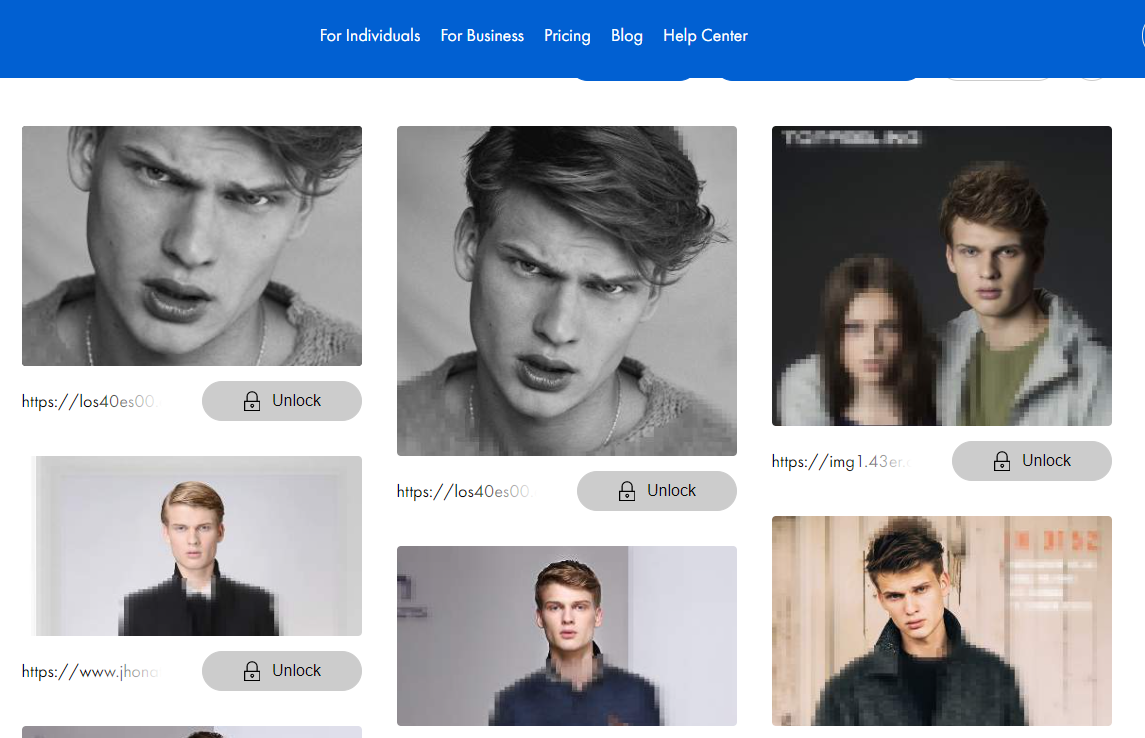 For Individuals
For Business
Pricing
Blog
Help Center
https://los40es00.
Unlock
https://los40es00.
Unlock
https://img1.43er.
Unlock
https://www.jhona
Unlock